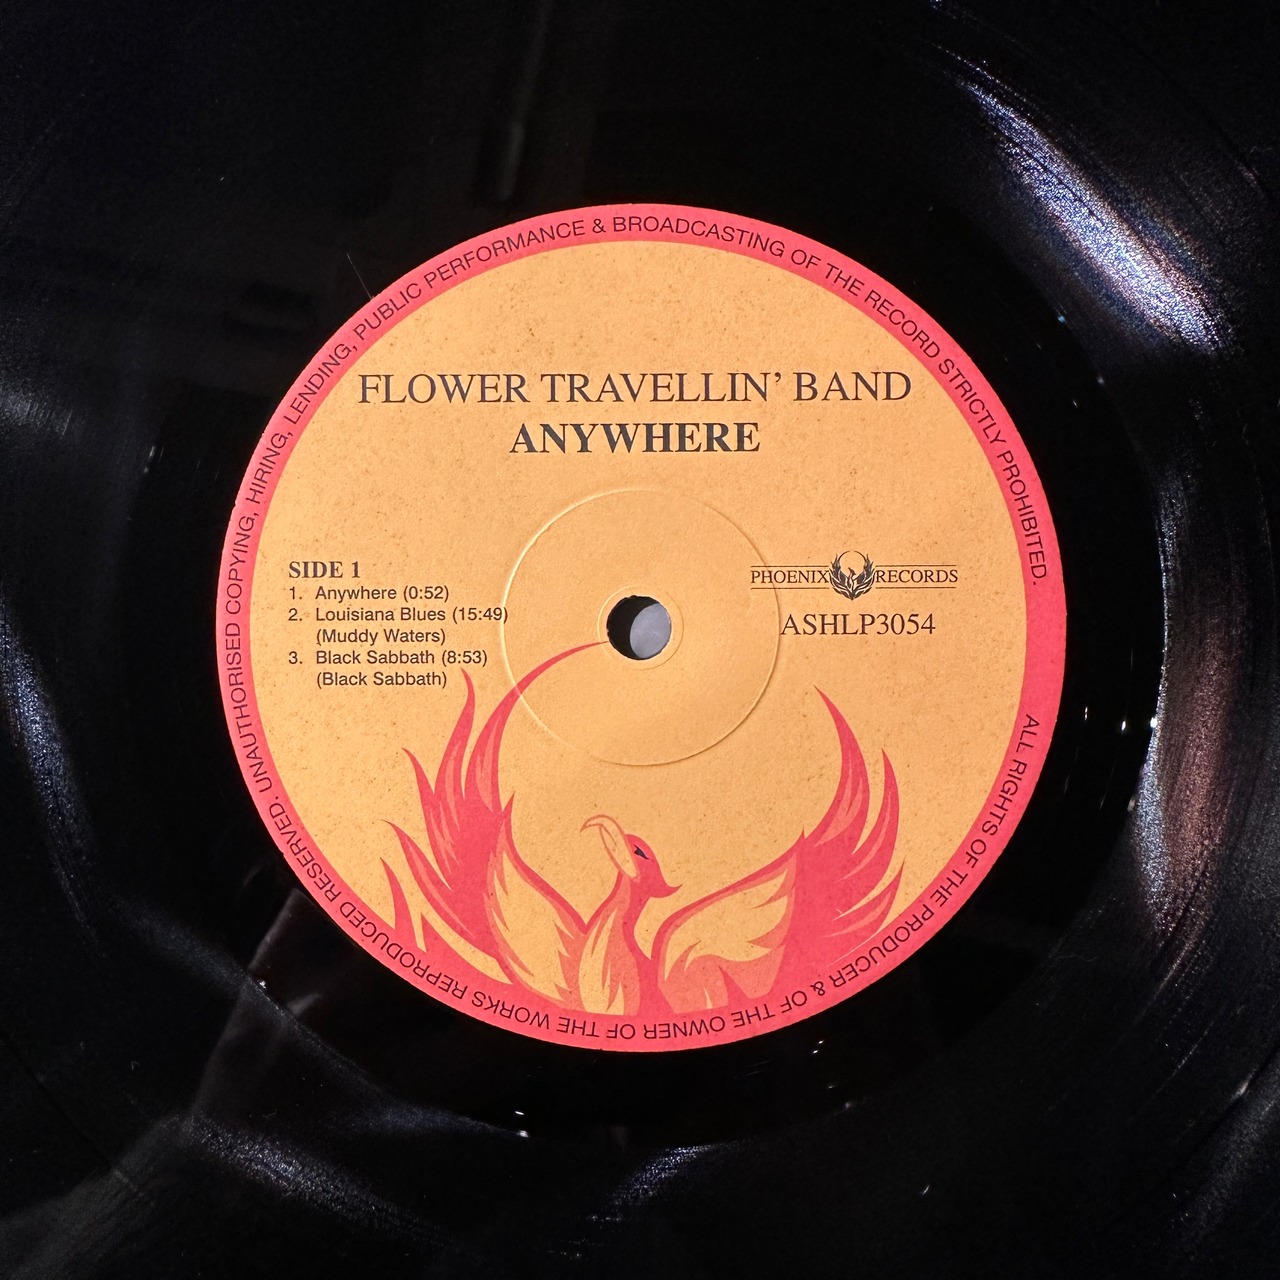 ALL RIGHTS OF THE PRODUCER & OF THE OWNER OF THE WORKS REPRODUCED RESERVED. UNAUTHORISED COPYING, HIRING, LENDING, PUBLIC PERFORMANCE & BROADCASTING OF THE RECORD STRICTLY PROHIBITED.
FLOWER TRAVELLIN’ BAND
ANYWHERE
SIDE 1
1. Anywhere (0:52)
2. Louisiana Blues (15:49)
(Muddy Waters)
3. Black Sabbath (8:53)
(Black Sabbath)
PHOENIX RECORDS
ASHLP3054